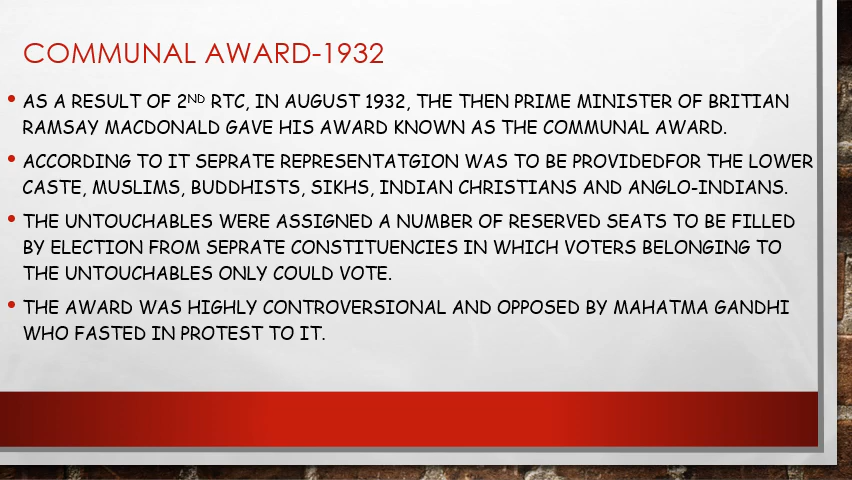 COMMUNAL AWARD-1932
• AS A RESULT OF 2ND RTC, IN AUGUST 1932, THE THEN PRIME MINISTER OF BRITIAN
RAMSAY MACDONALD GAVE HIS AWARD KNOWN AS THE COMMUNAL AWARD.
• ACCORDING TO IT SEPRATE REPRESENTATGION WAS TO BE PROVIDEDFOR THE LOWER
CASTE, MUSLIMS, BUDDHISTS, SIKHS, INDIAN CHRISTIANS AND ANGLO-INDIANS.
• THE UNTOUCHABLES WERE ASSIGNED A NUMBER OF RESERVED SEATS TO BE FILLED
BY ELECTION FROM SEPRATE CONSTITUENCIES IN WHICH VOTERS BELONGING TO
THE UNTOUCHABLES ONLY COULD VOTE.
• THE AWARD WAS HIGHLY CONTROVERSIONAL AND OPPOSED BY MAHATMA GANDHI
WHO FASTED IN PROTEST TO IT.